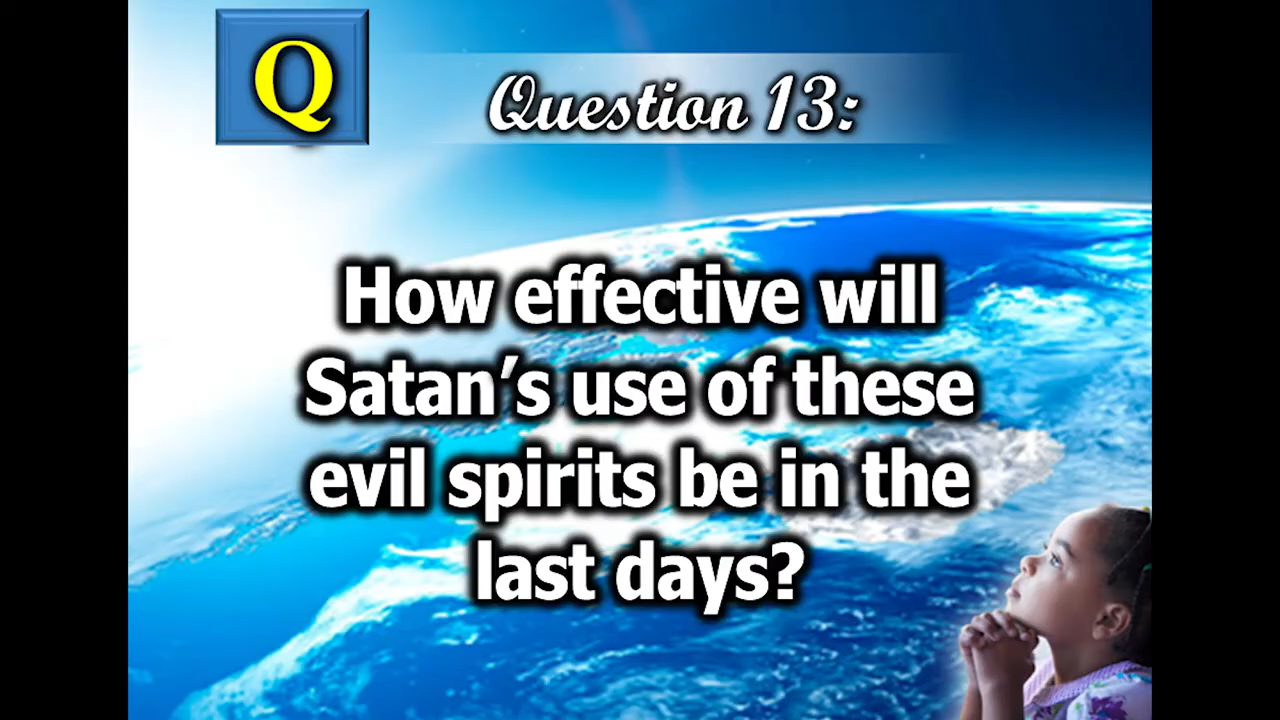 Q
Question 13:
How effective will
Satan’s use of these
evil spirits be in the
last days?